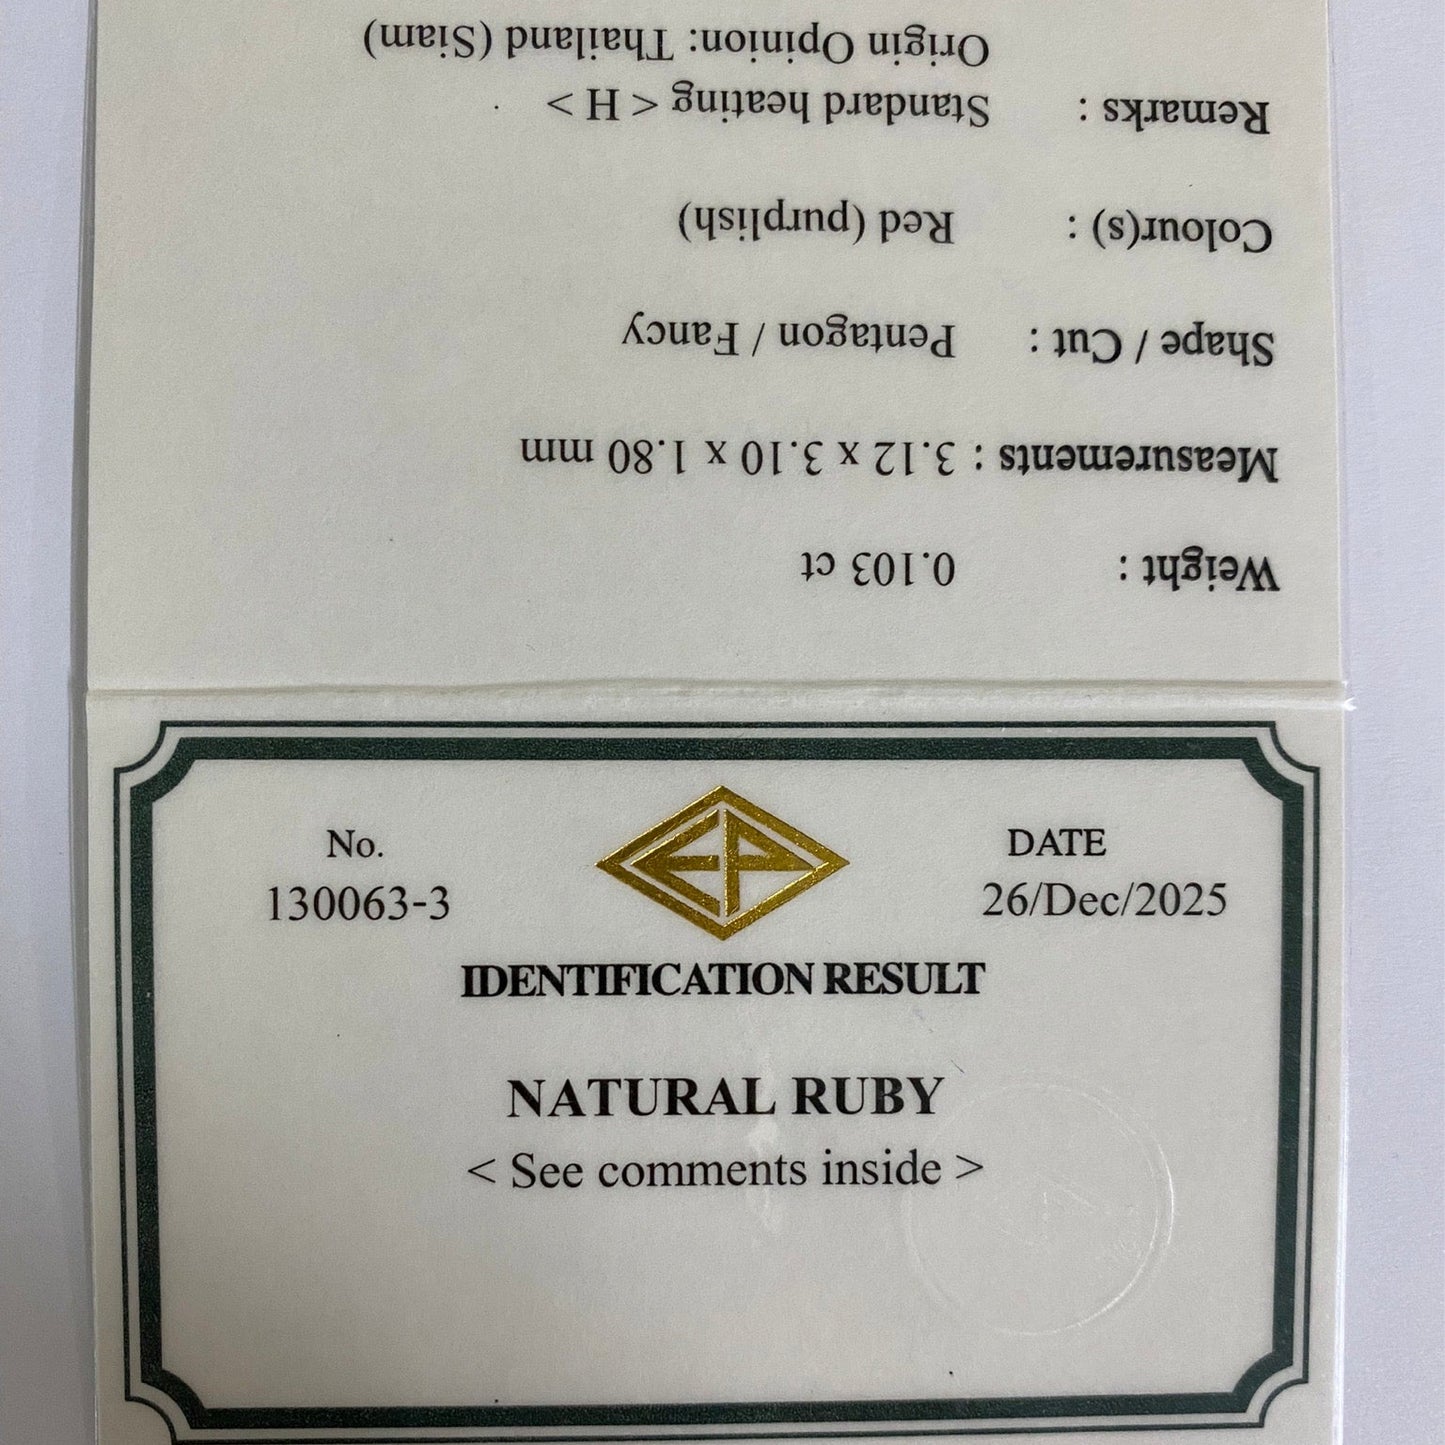 Weight : 0.103 ct
Measurements : 3.12 x 3.10 x 1.80 mm
Shape / Cut : Pentagon / Fancy
Colour(s) : Red (purplish)
Remarks : Standard heating < H >
Origin Opinion: Thailand (Siam)
No.
130063-3
EP
DATE
26/Dec/2025
IDENTIFICATION RESULT
NATURAL RUBY
< See comments inside >